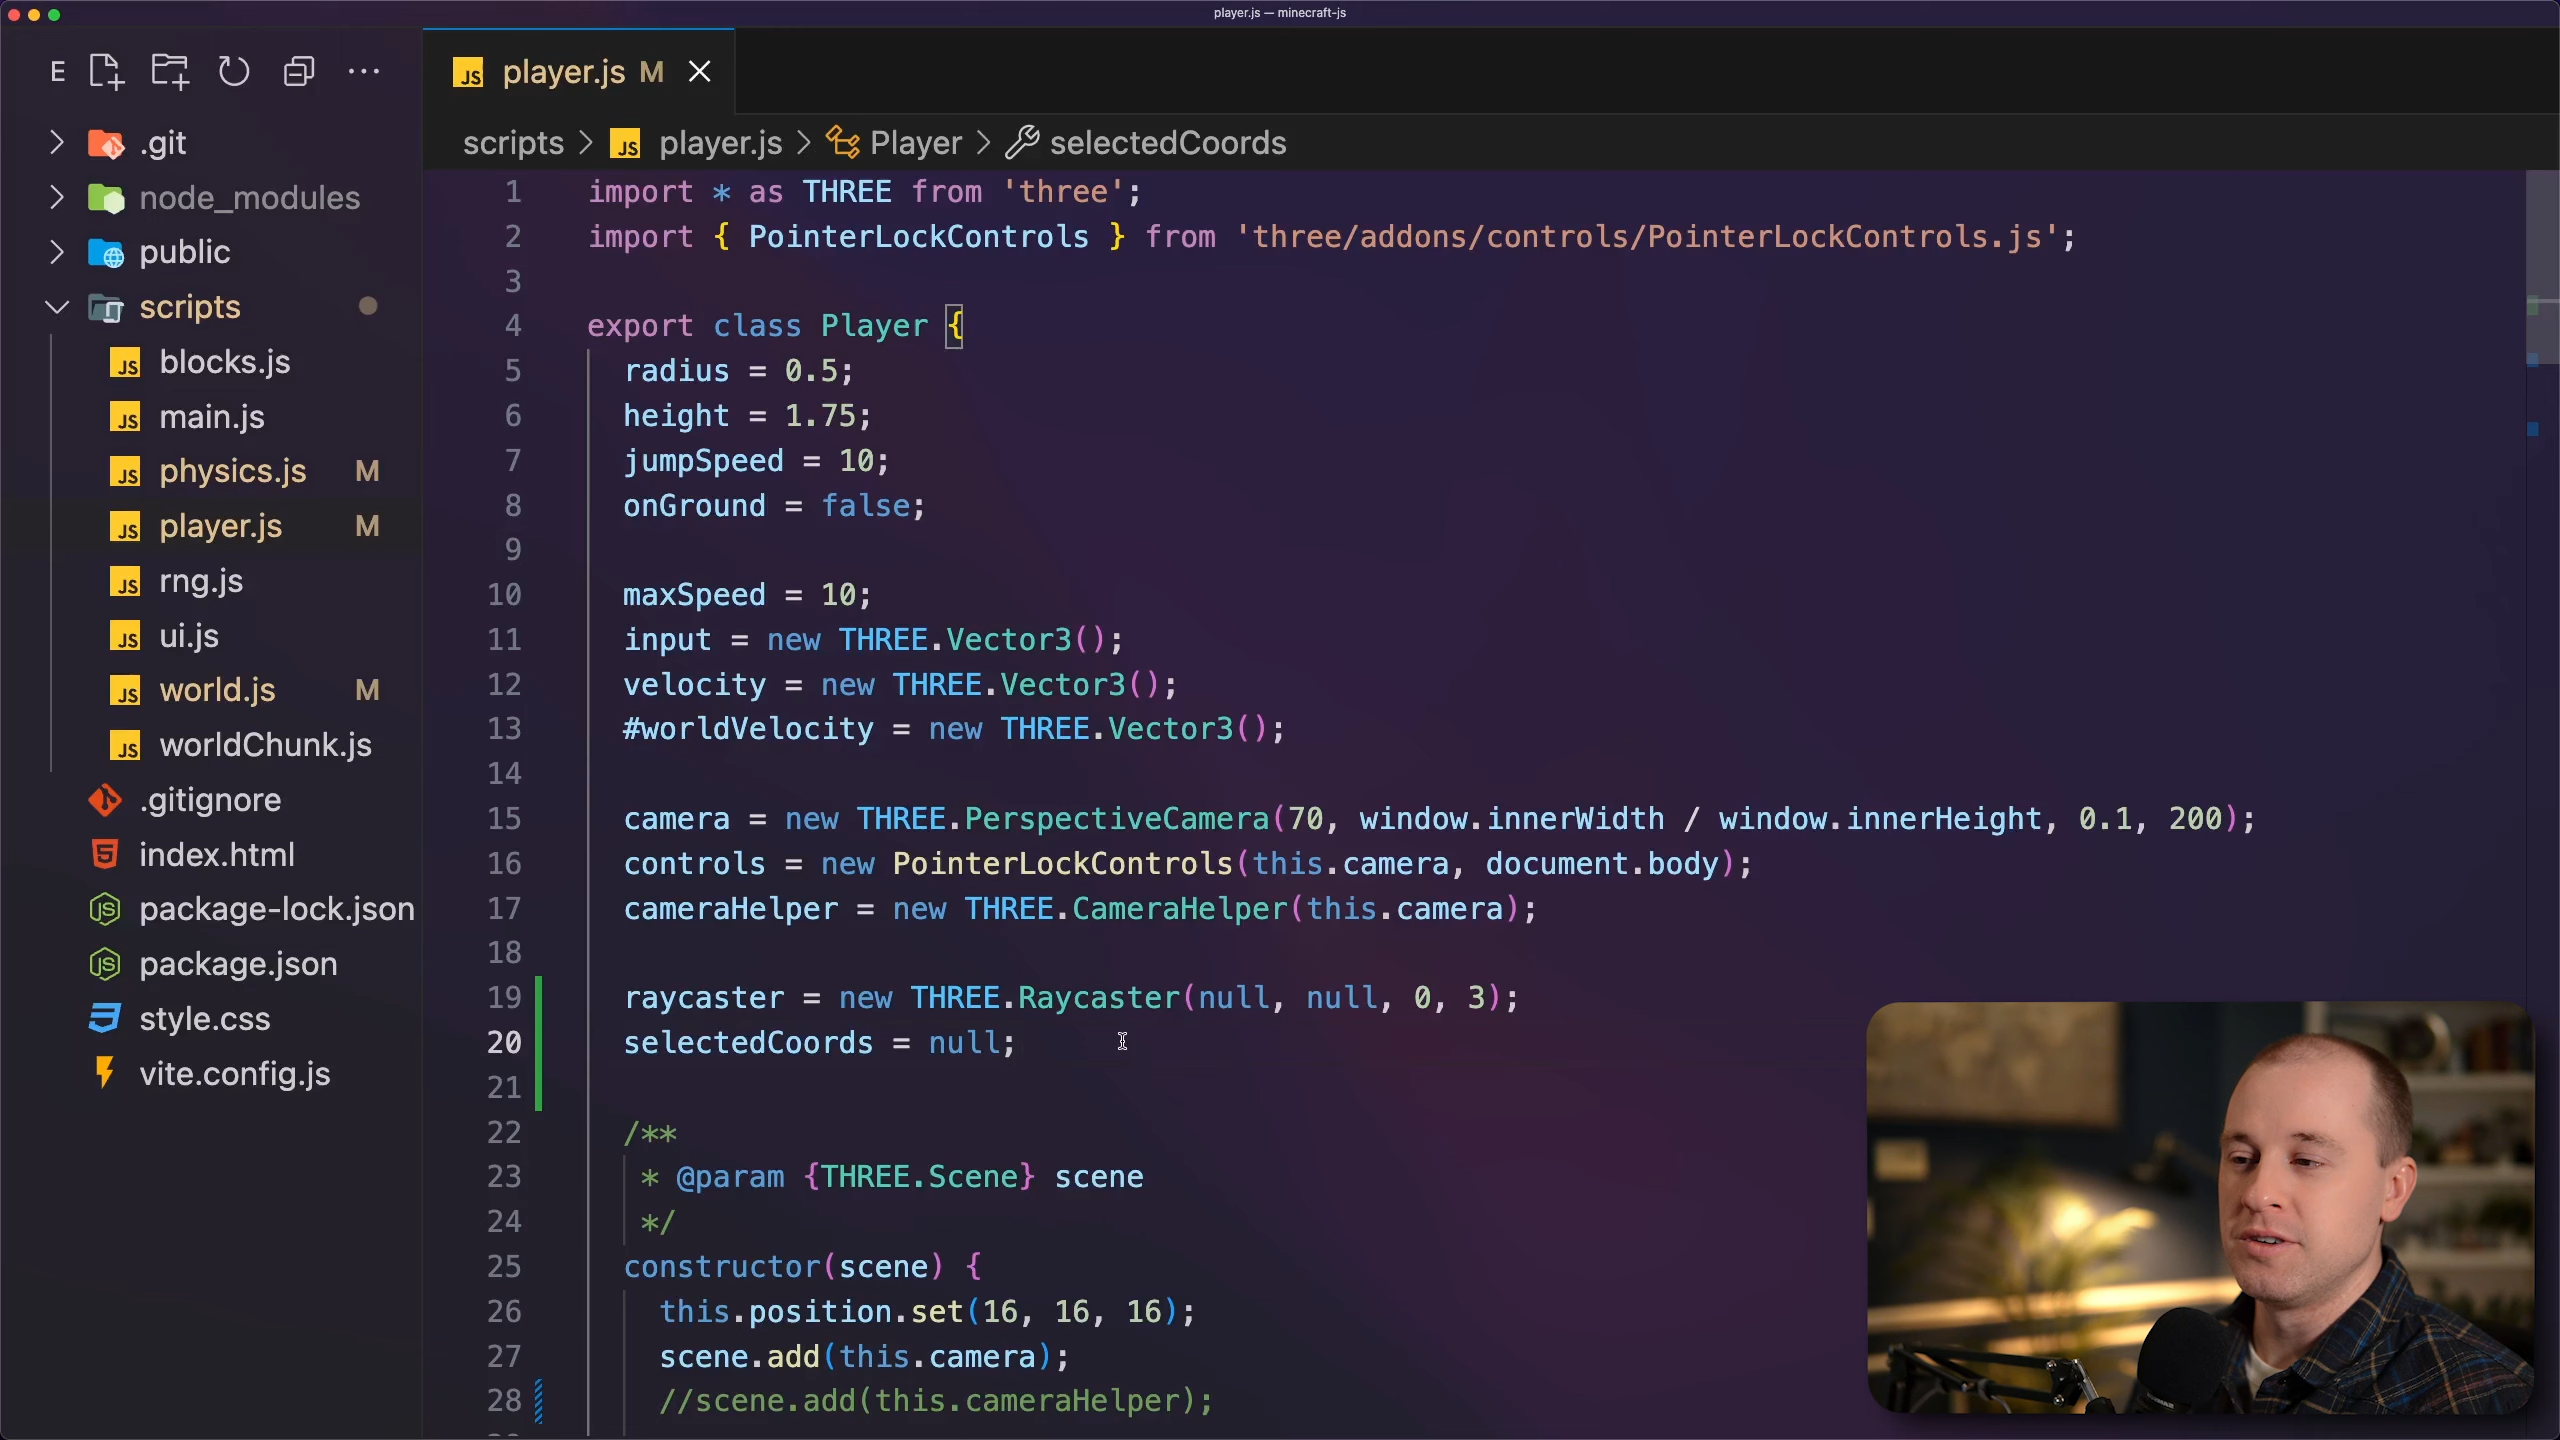 player.js — minecraft-js
E
.git
node_modules
public
scripts
blocks.js
main.js
physics.js M
player.js M
rng.js
ui.js
world.js M
worldChunk.js
.gitignore
index.html
package-lock.json
package.json
style.css
vite.config.js
JS player.js M
scripts > JS player.js > Player > selectedCoords
1 import * as THREE from 'three';
2 import { PointerLockControls } from 'three/addons/controls/PointerLockControls.js';
3
4 export class Player {
5 radius = 0.5;
6 height = 1.75;
7 jumpSpeed = 10;
8 onGround = false;
9
10 maxSpeed = 10;
11 input = new THREE.Vector3();
12 velocity = new THREE.Vector3();
13 #worldVelocity = new THREE.Vector3();
14
15 camera = new THREE.PerspectiveCamera(70, window.innerWidth / window.innerHeight, 0.1, 200);
16 controls = new PointerLockControls(this.camera, document.body);
17 cameraHelper = new THREE.CameraHelper(this.camera);
18
19 raycaster = new THREE.Raycaster(null, null, 0, 3);
20 selectedCoords = null;
21
22 /**
23 * @param {THREE.Scene} scene
24 */
25 constructor(scene) {
26 this.position.set(16, 16, 16);
27 scene.add(this.camera);
28 //scene.add(this.cameraHelper);